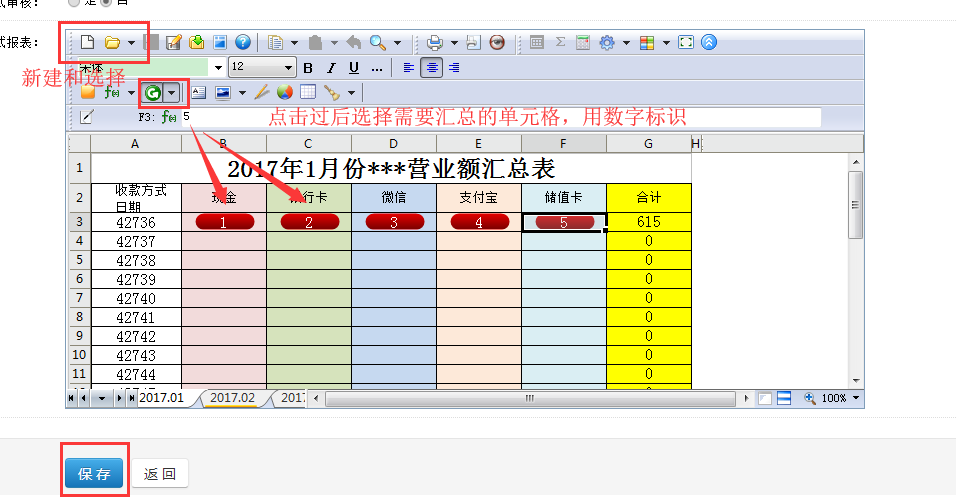 式审核： 否 是
式报表：
宋体 12 B I U ...
新建和选择
点击过后选择需要汇总的单元格，用数字标识
F3: f(x) 5
A B C D E F G H
1 2017年1月份***营业额汇总表
2 收款方式 现金 银行卡 微信 支付宝 储值卡 合计
日期
3 42736 1 2 3 4 5 615
4 42737 0
5 42738 0
6 42739 0
7 42740 0
8 42741 0
9 42742 0
10 42743 0
11 42744 0
2017.01 2017.02 2017 100%
保存 返回